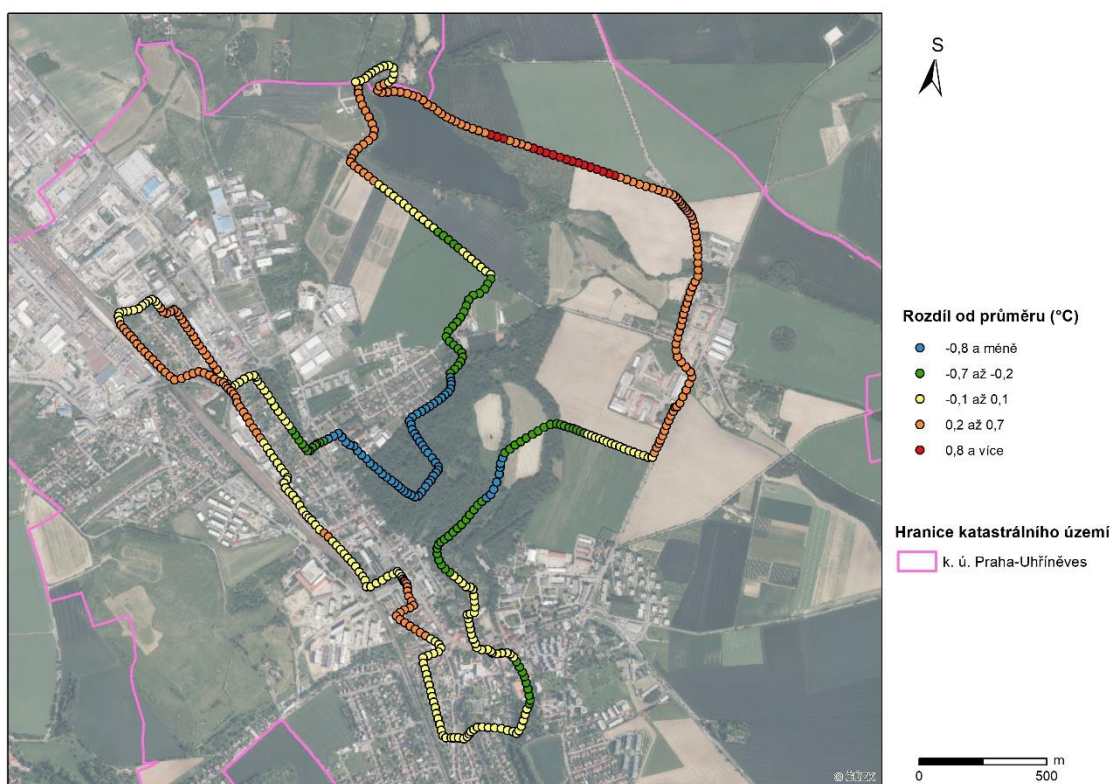 S
Rozdíl od průměru (°C)
-0,8 a méně
-0,7 až -0,2
-0,1 až 0,1
0,2 až 0,7
0,8 a více
Hranice katastrálního území
k. ú. Praha-Uhříněves
© ČÚZK
m
0 500